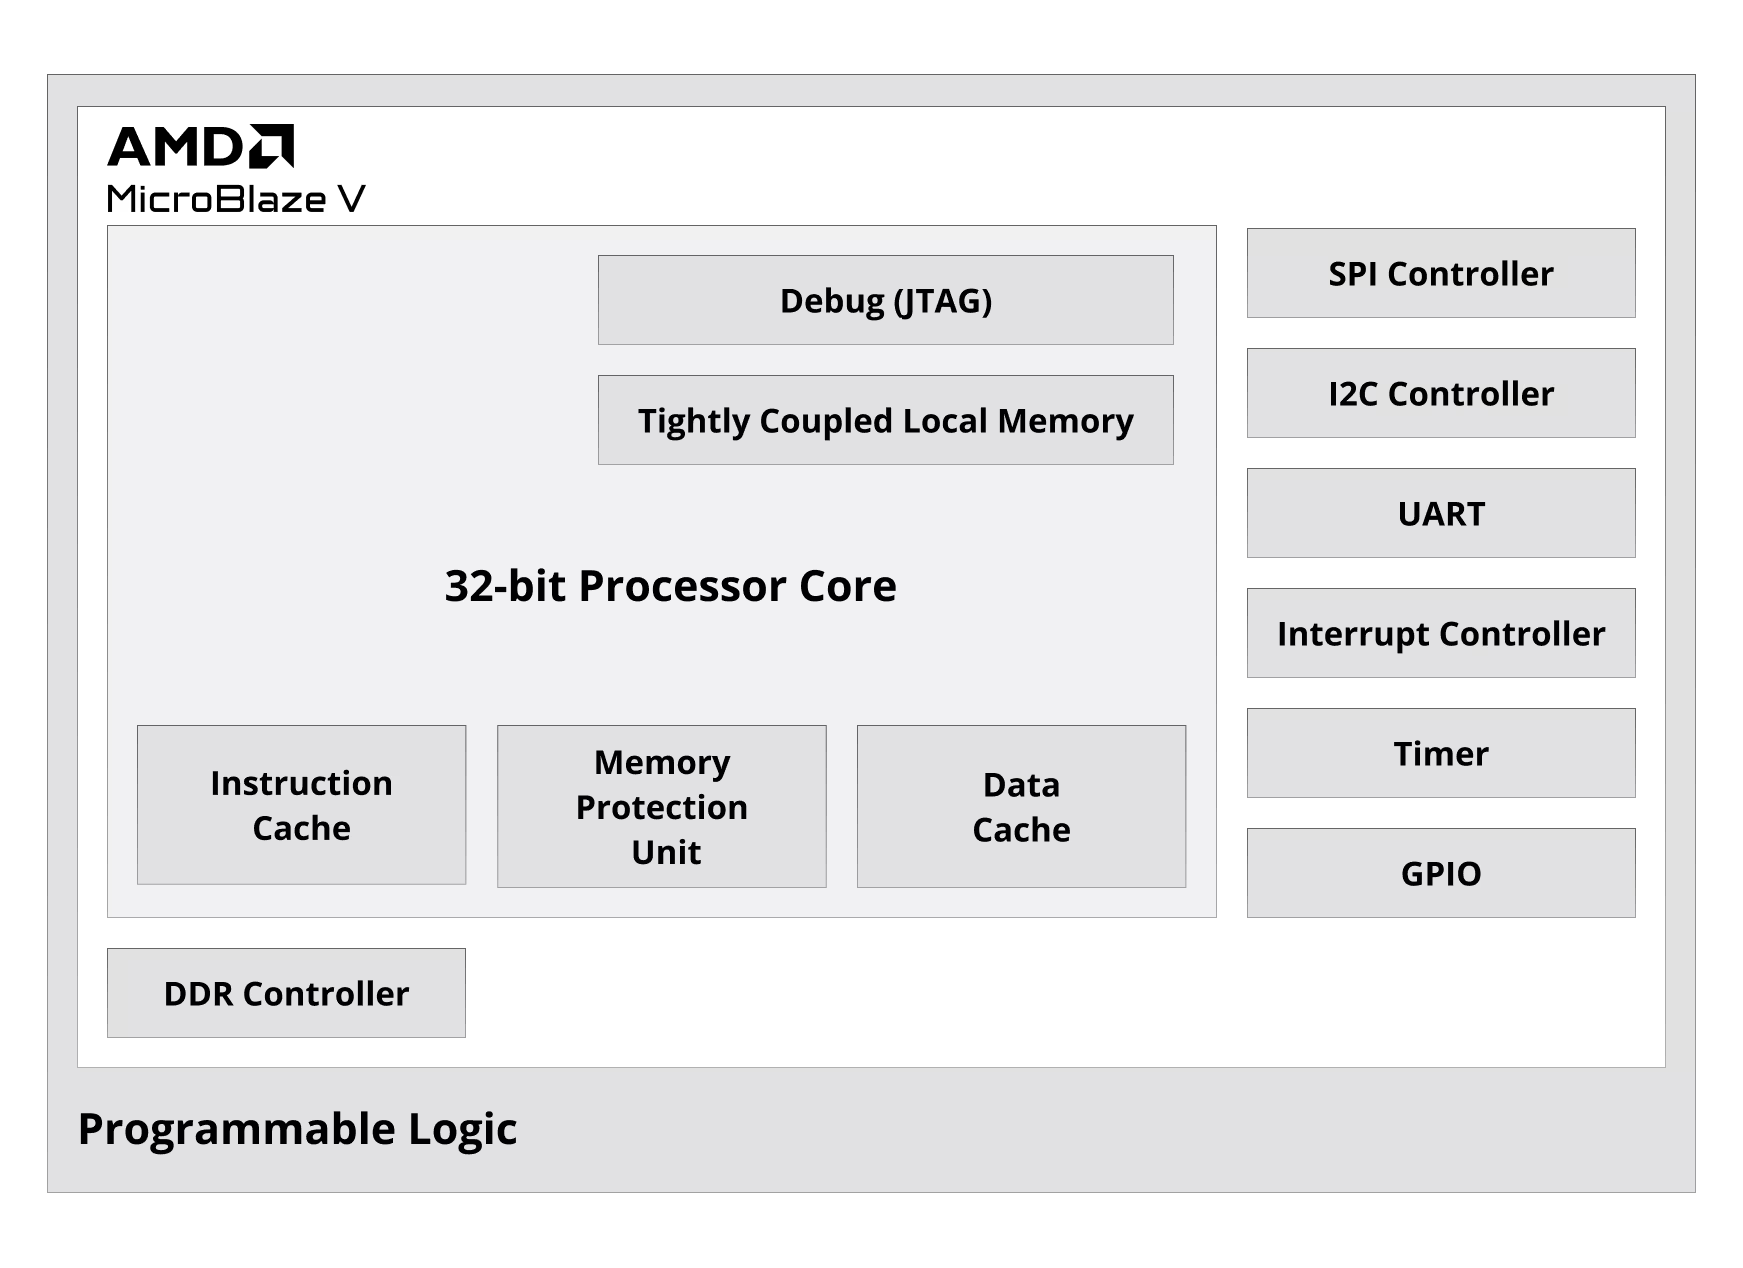 AMD
MicroBlaze V
Debug (JTAG)
Tightly Coupled Local Memory
32-bit Processor Core
Instruction
Cache
Memory
Protection
Unit
Data
Cache
SPI Controller
I2C Controller
UART
Interrupt Controller
Timer
GPIO
DDR Controller
Programmable Logic